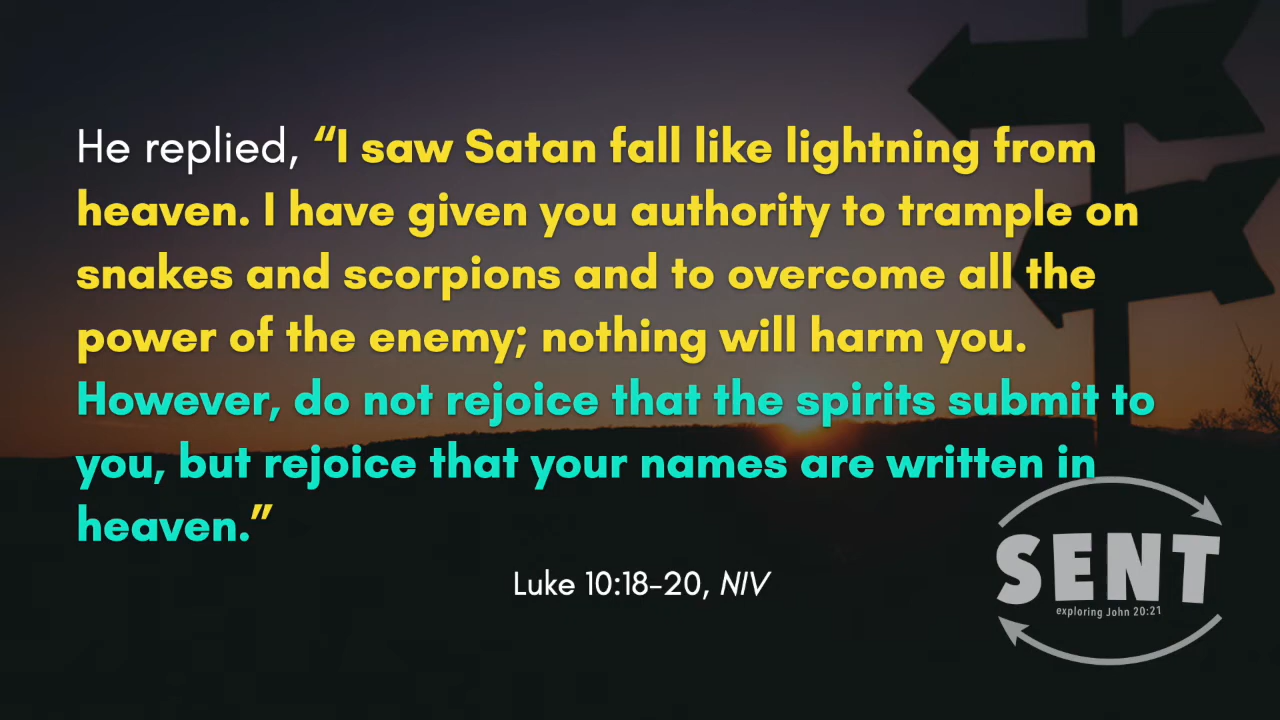 He replied, “I saw Satan fall like lightning from
heaven. I have given you authority to trample on
snakes and scorpions and to overcome all the
power of the enemy; nothing will harm you.
However, do not rejoice that the spirits submit to
you, but rejoice that your names are written in
heaven.”
Luke 10:18-20, NIV
SENT
exploring John 20:21